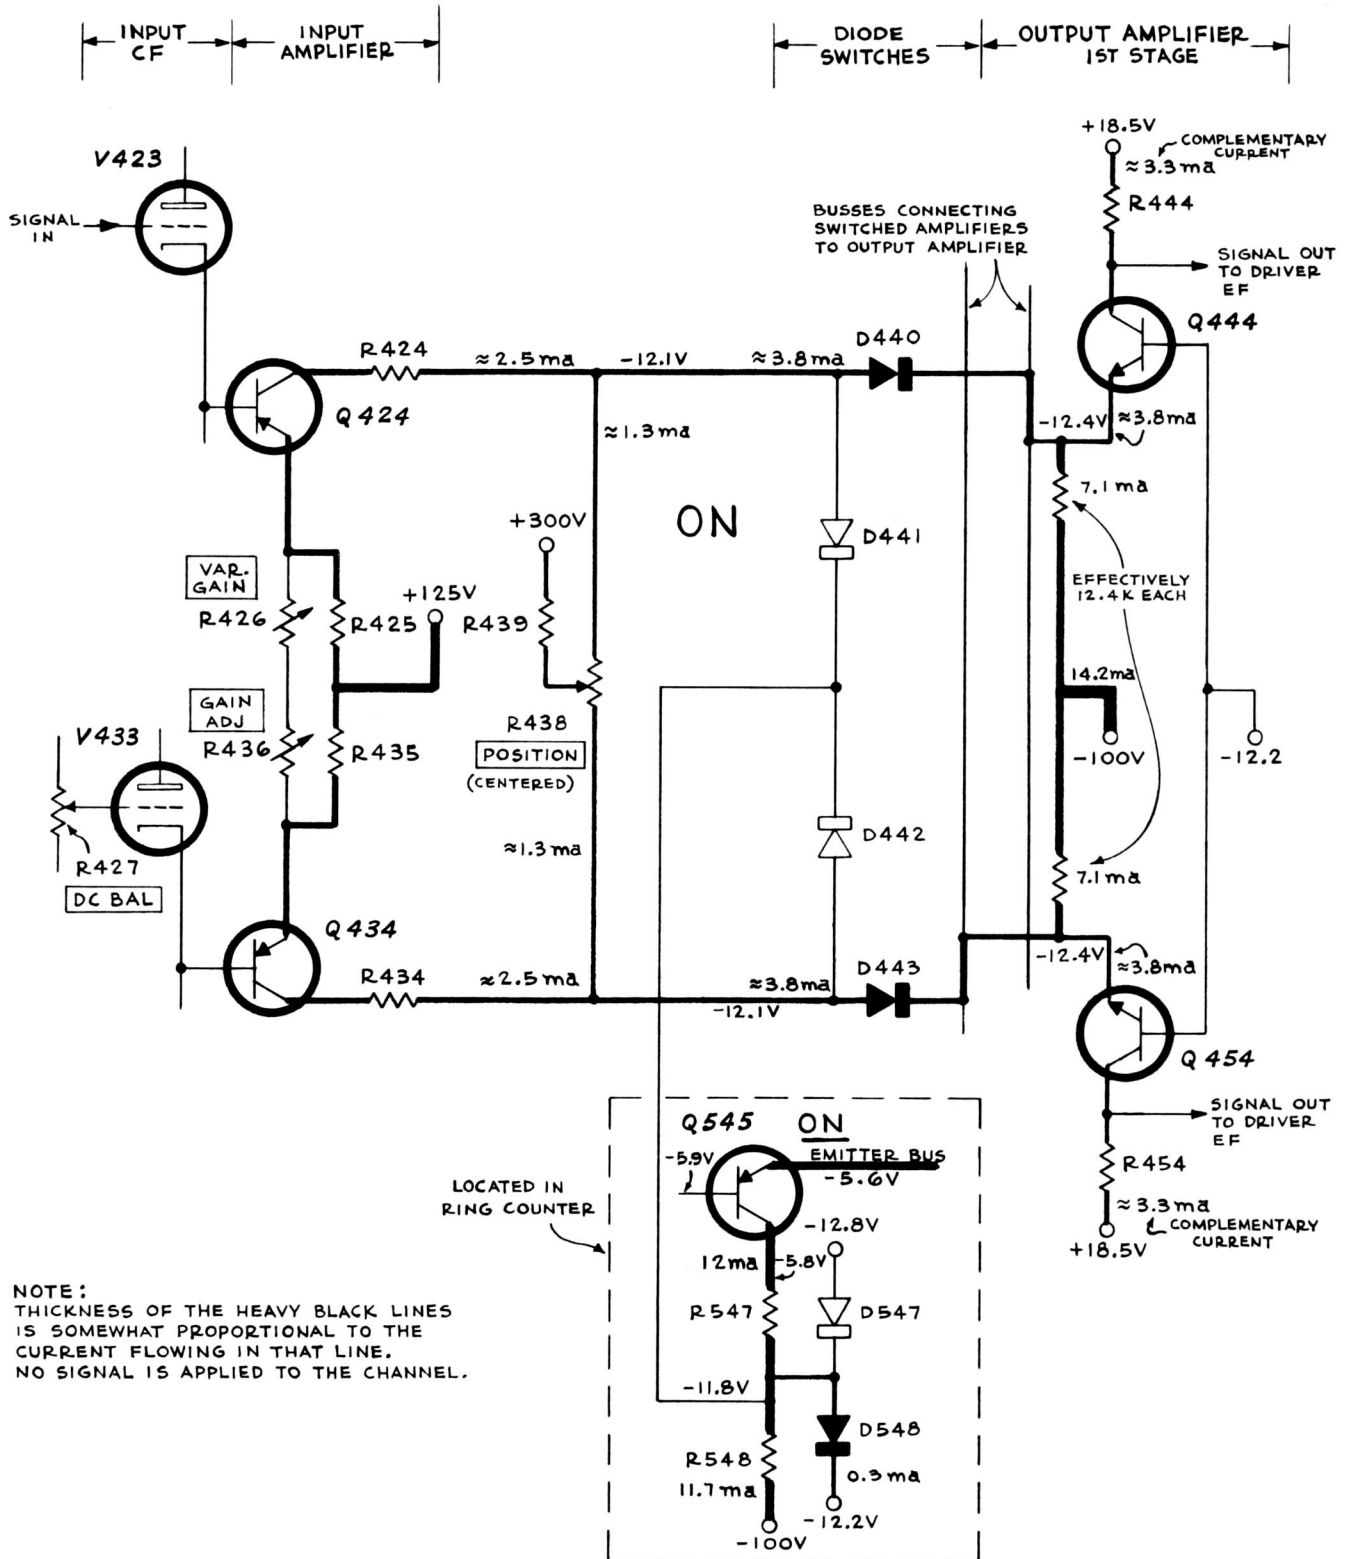 INPUT
CF
INPUT
AMPLIFIER
DIODE
SWITCHES
OUTPUT AMPLIFIER
1ST STAGE
V423
SIGNAL
IN
+18.5V
COMPLEMENTARY
CURRENT
≈3.3ma
R444
BUSSES CONNECTING
SWITCHED AMPLIFIERS
TO OUTPUT AMPLIFIER
SIGNAL OUT
TO DRIVER
EF
Q444
R424
≈2.5ma
-12.1V
≈3.8ma
D440
Q424
≈1.3ma
-12.4V
≈3.8ma
7.1ma
+300V
ON
D441
VAR.
GAIN
R426
R425
+125V
R439
EFFECTIVELY
12.4K EACH
GAIN
ADJ
R436
R435
R438
POSITION
(CENTERED)
14.2ma
-100V
-12.2
V433
R427
DC BAL
D442
≈1.3ma
7.1ma
Q434
R434
≈2.5ma
≈3.8ma
-12.1V
D443
-12.4V
≈3.8ma
Q454
SIGNAL OUT
TO DRIVER
EF
R454
≈3.3ma
COMPLEMENTARY
CURRENT
+18.5V
Q545
ON
-5.9V
EMITTER BUS
-5.6V
LOCATED IN
RING COUNTER
-12.8V
12ma
-5.8V
R547
D547
-11.8V
D548
R548
11.7ma
0.3ma
-12.2V
-100V
NOTE:
THICKNESS OF THE HEAVY BLACK LINES
IS SOMEWHAT PROPORTIONAL TO THE
CURRENT FLOWING IN THAT LINE.
NO SIGNAL IS APPLIED TO THE CHANNEL.